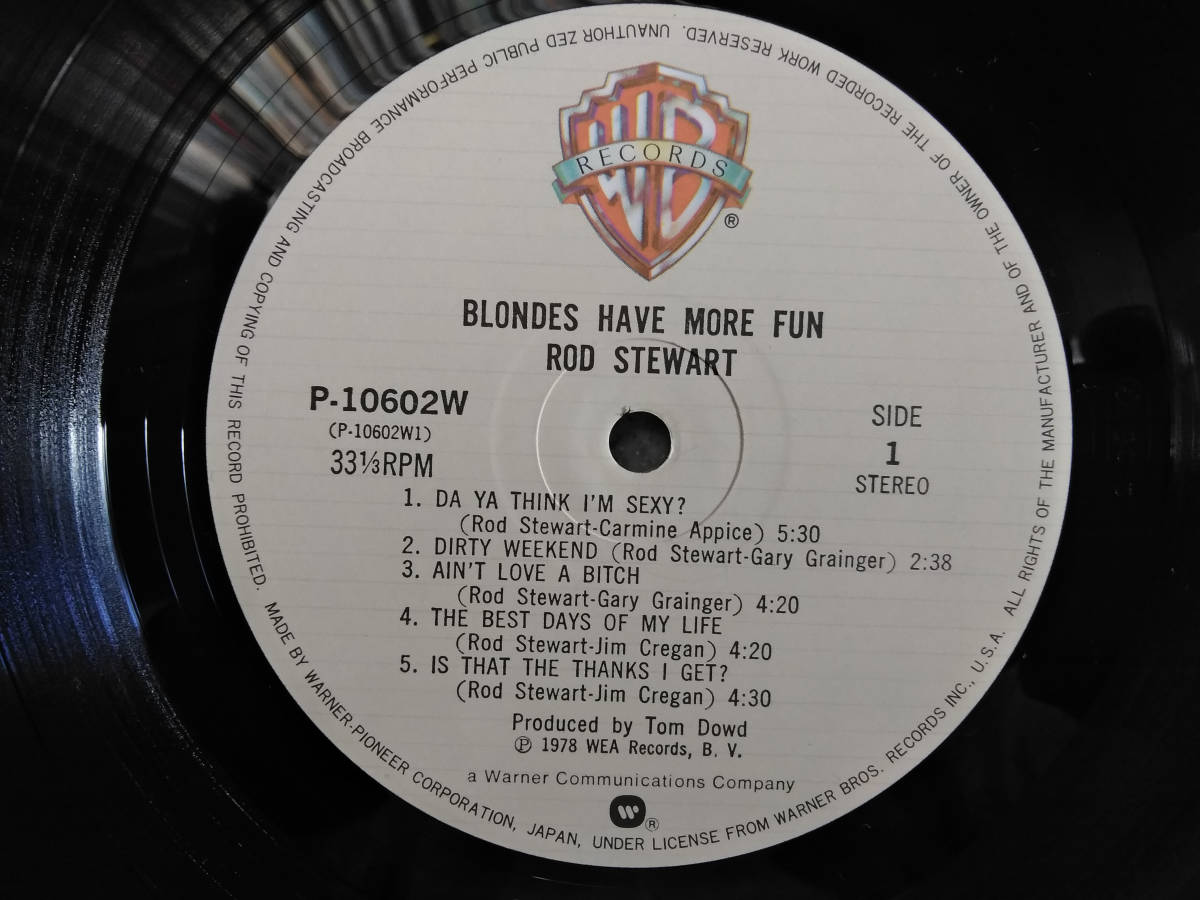 WB
RECORDS
®
BLONDES HAVE MORE FUN
ROD STEWART
P-10602W
(P-10602W1)
33⅓RPM
SIDE
1
STEREO
1. DA YA THINK I'M SEXY?
(Rod Stewart-Carmine Appice) 5:30
2. DIRTY WEEKEND (Rod Stewart-Gary Grainger) 2:38
3. AIN'T LOVE A BITCH
(Rod Stewart-Gary Grainger) 4:20
4. THE BEST DAYS OF MY LIFE
(Rod Stewart-Jim Cregan) 4:20
5. IS THAT THE THANKS I GET?
(Rod Stewart-Jim Cregan) 4:30
Produced by Tom Dowd
℗ 1978 WEA Records, B. V.
a Warner Communications Company
W ®
MADE BY WARNER-PIONEER CORPORATION, JAPAN, UNDER LICENSE FROM WARNER BROS. RECORDS INC., U.S.A. ALL RIGHTS OF THE MANUFACTURER AND OF THE OWNER OF THE RECORDED WORK RESERVED. UNAUTHOR ZED PUBLIC PERFORMANCE BROADCASTING AND COPYING OF THIS RECORD PROHIBITED.